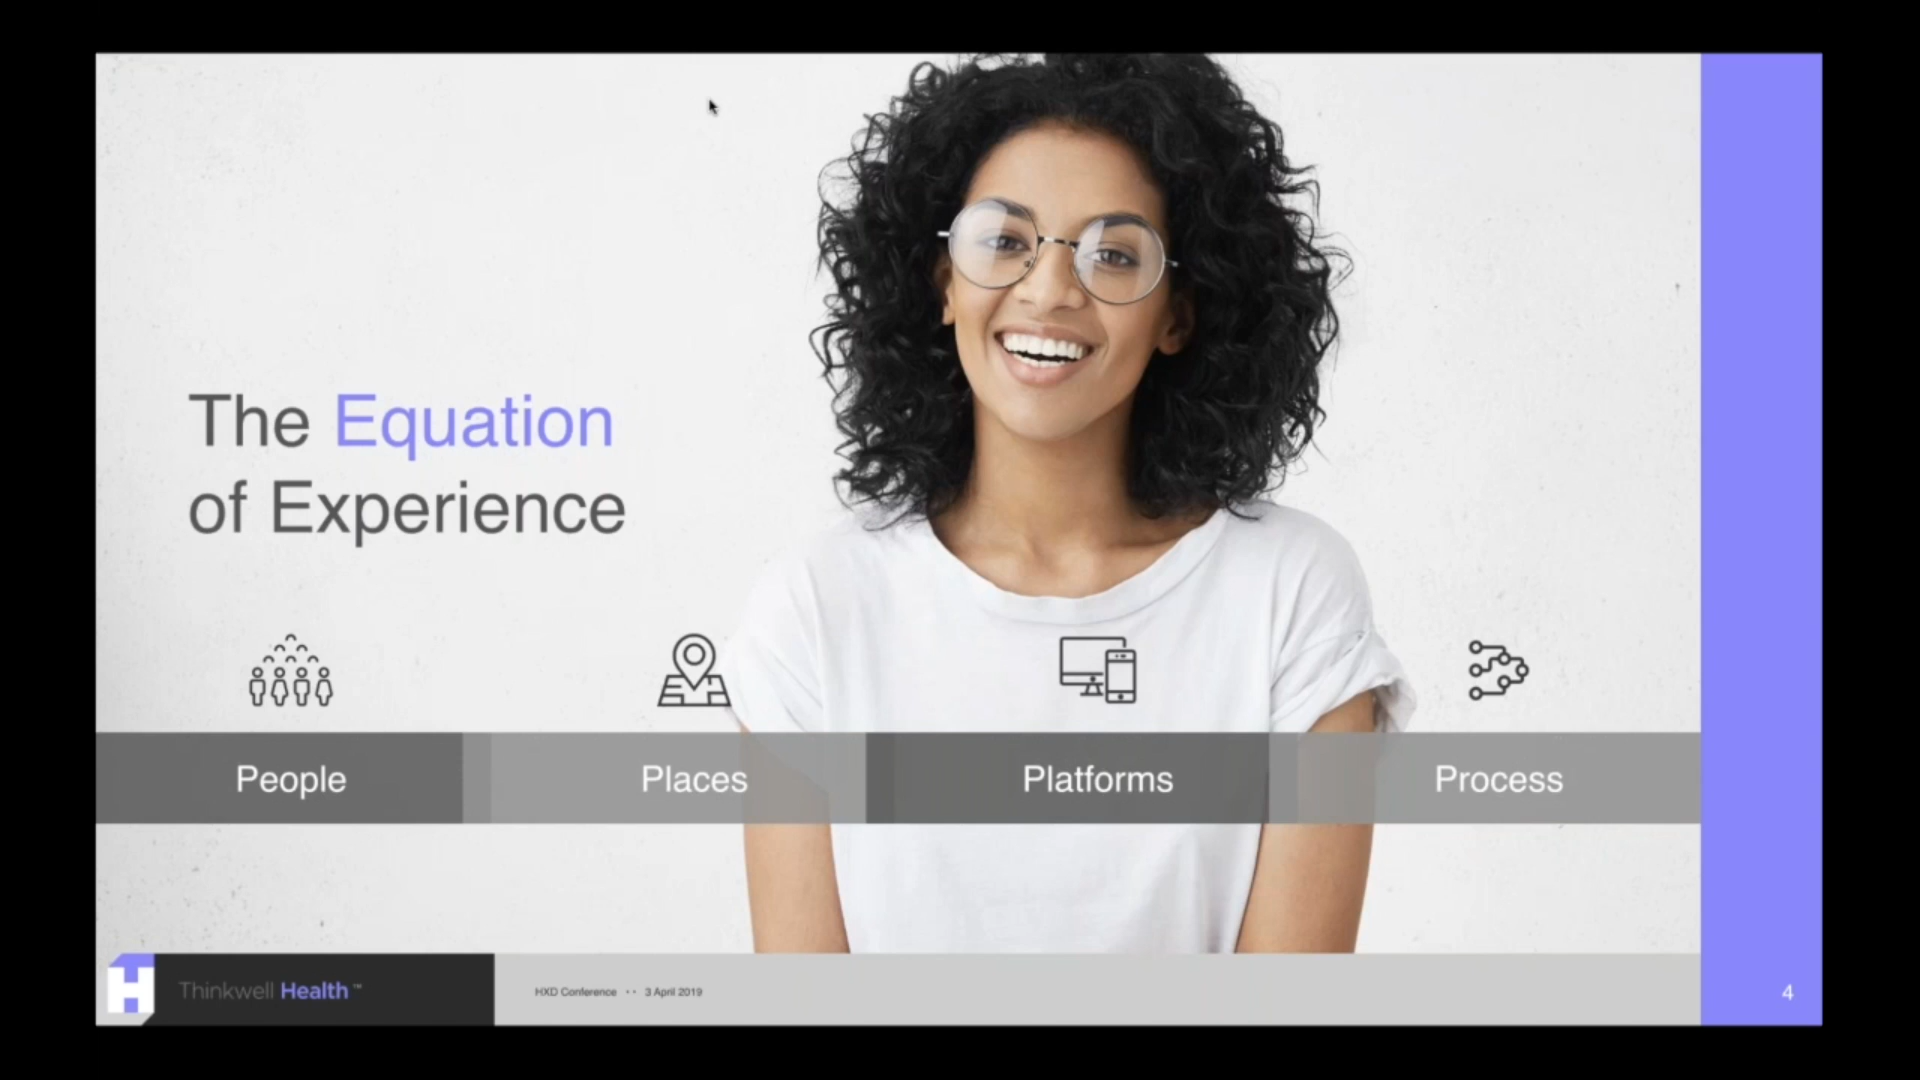 The Equation
of Experience
People
Places
Platforms
Process
Thinkwell Health™
HXD Conference •• 3 April 2019
4